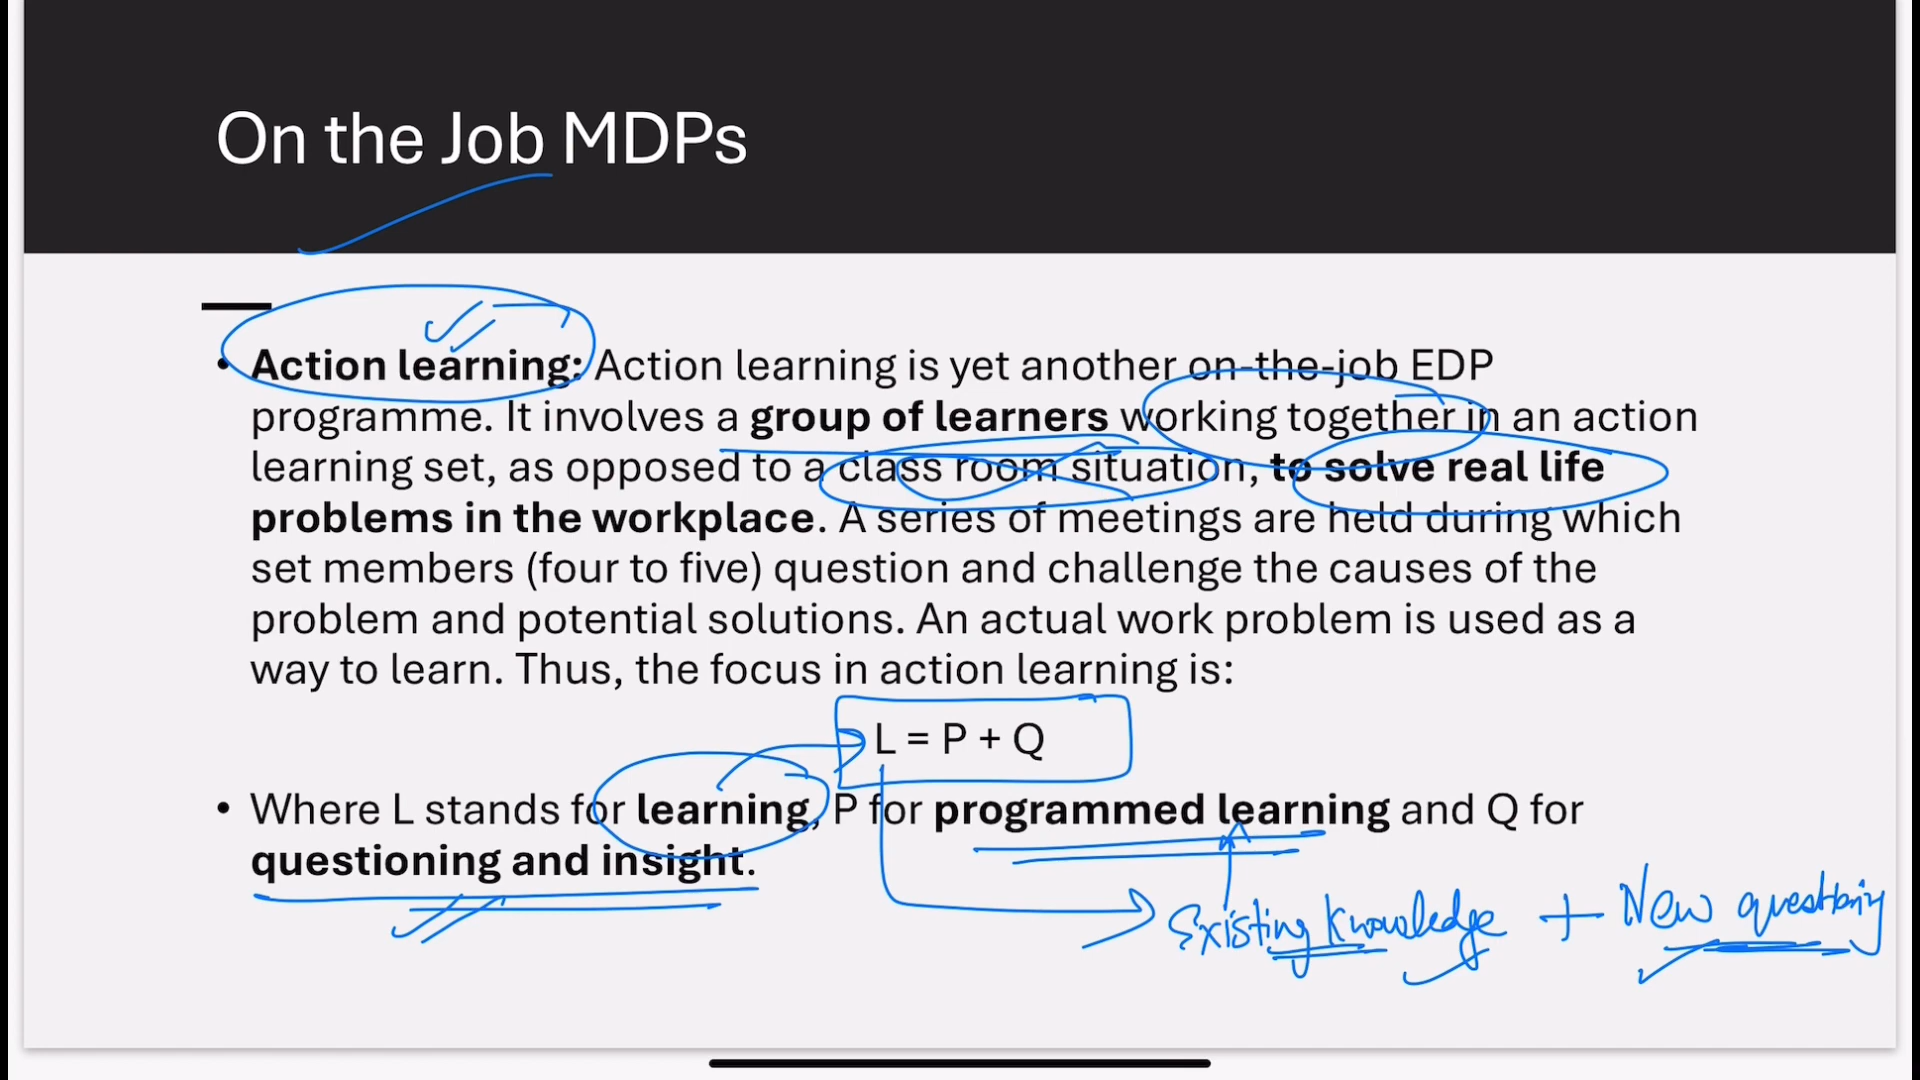 On the Job MDPs
• Action learning: Action learning is yet another on-the-job EDP
programme. It involves a group of learners working together in an action
learning set, as opposed to a class room situation, to solve real life
problems in the workplace. A series of meetings are held during which
set members (four to five) question and challenge the causes of the
problem and potential solutions. An actual work problem is used as a
way to learn. Thus, the focus in action learning is:
L = P + Q
• Where L stands for learning, P for programmed learning and Q for
questioning and insight.
Existing knowledge + New questioning